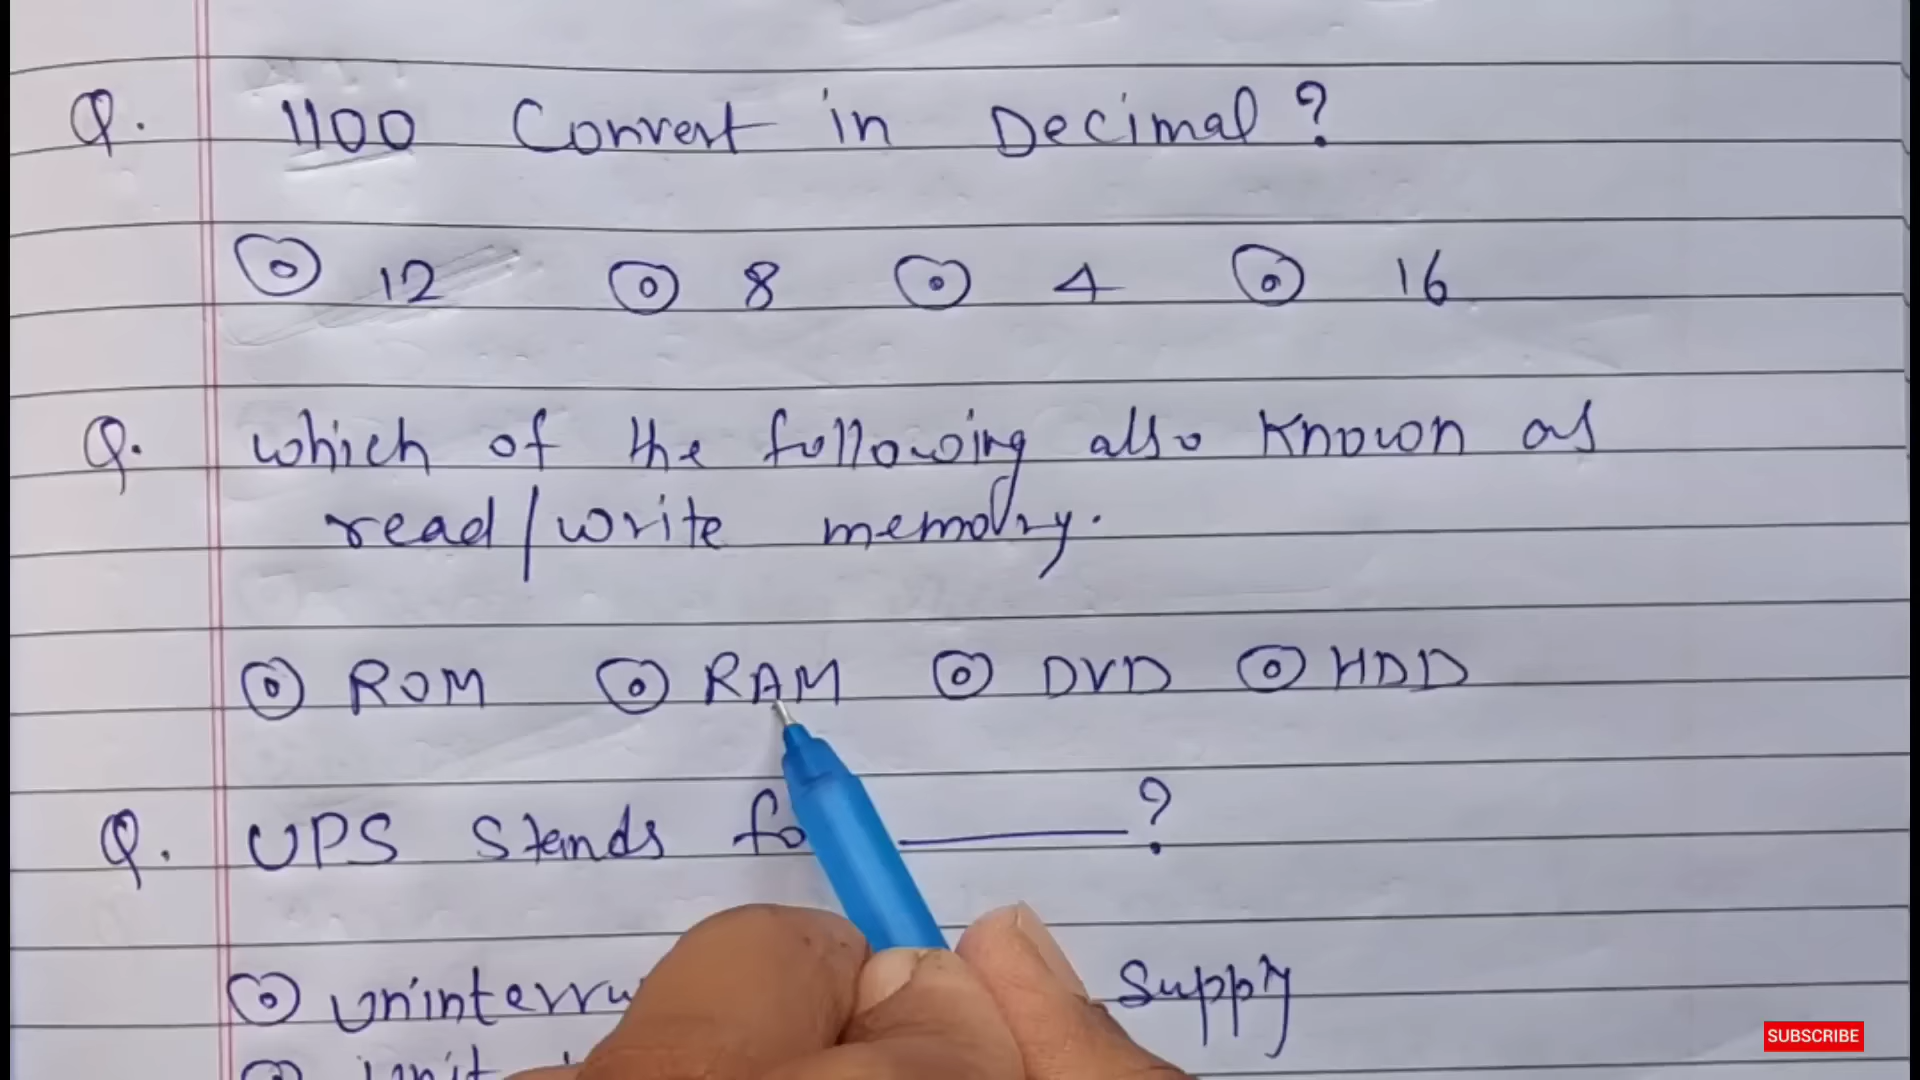 Q. 1100 Convert in Decimal?
12 8 4 16
Q. which of the following also known as
read/write memory.
ROM RAM DVD HDD
Q. UPS stands ?
Supply
SUBSCRIBE